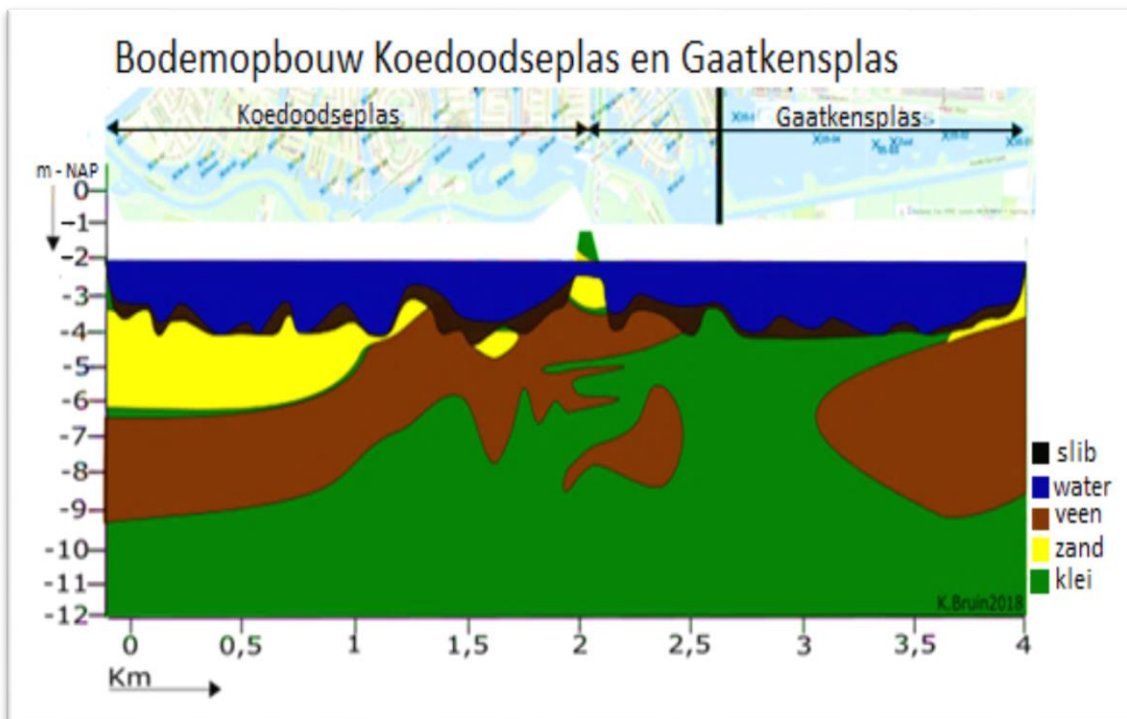 Bodemopbouw Koedoodseplas en Gaatkensplas
Koedoodseplas
Gaatkensplas
m - NAP
0
-1
-2
-3
-4
-5
-6
-7
-8
-9
-10
-11
-12
slib
water
veen
zand
klei
K.Bruin2018
0 0,5 1 1,5 2 2,5 3 3,5 4
Km